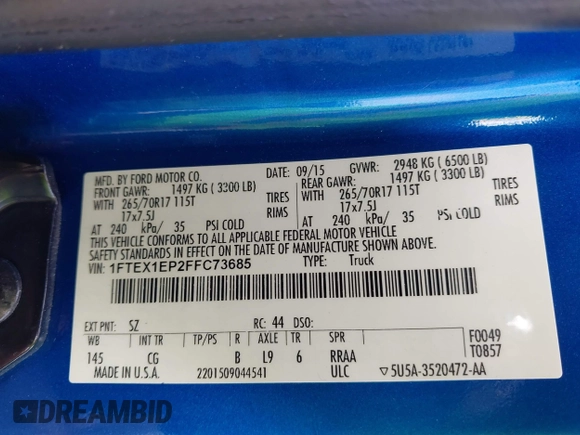 MFD. BY FORD MOTOR CO. DATE: 09/15 GVWR: 2948 KG ( 6500 LB)
FRONT GAWR: 1497 KG ( 3300 LB) REAR GAWR: 1497 KG ( 3300 LB)
WITH 265/70R17 115T TIRES WITH 265/70R17 115T TIRES
17x7.5J RIMS 17x7.5J RIMS
AT 240 kPa/ 35 PSI COLD AT 240 kPa/ 35 PSI COLD
THIS VEHICLE CONFORMS TO ALL APPLICABLE FEDERAL MOTOR VEHICLE
SAFETY STANDARDS IN EFFECT ON THE DATE OF MANUFACTURE SHOWN ABOVE.
VIN: 1FTEX1EP2FFC73685 TYPE: Truck
EXT PNT: SZ RC: 44 DSO:
WB INT TR TP/PS R AXLE TR SPR F0049
145 CG B L9 6 RRAA T0857
MADE IN U.S.A. 2201509044541 ULC ▽5U5A-3520472-AA
DREAMBID